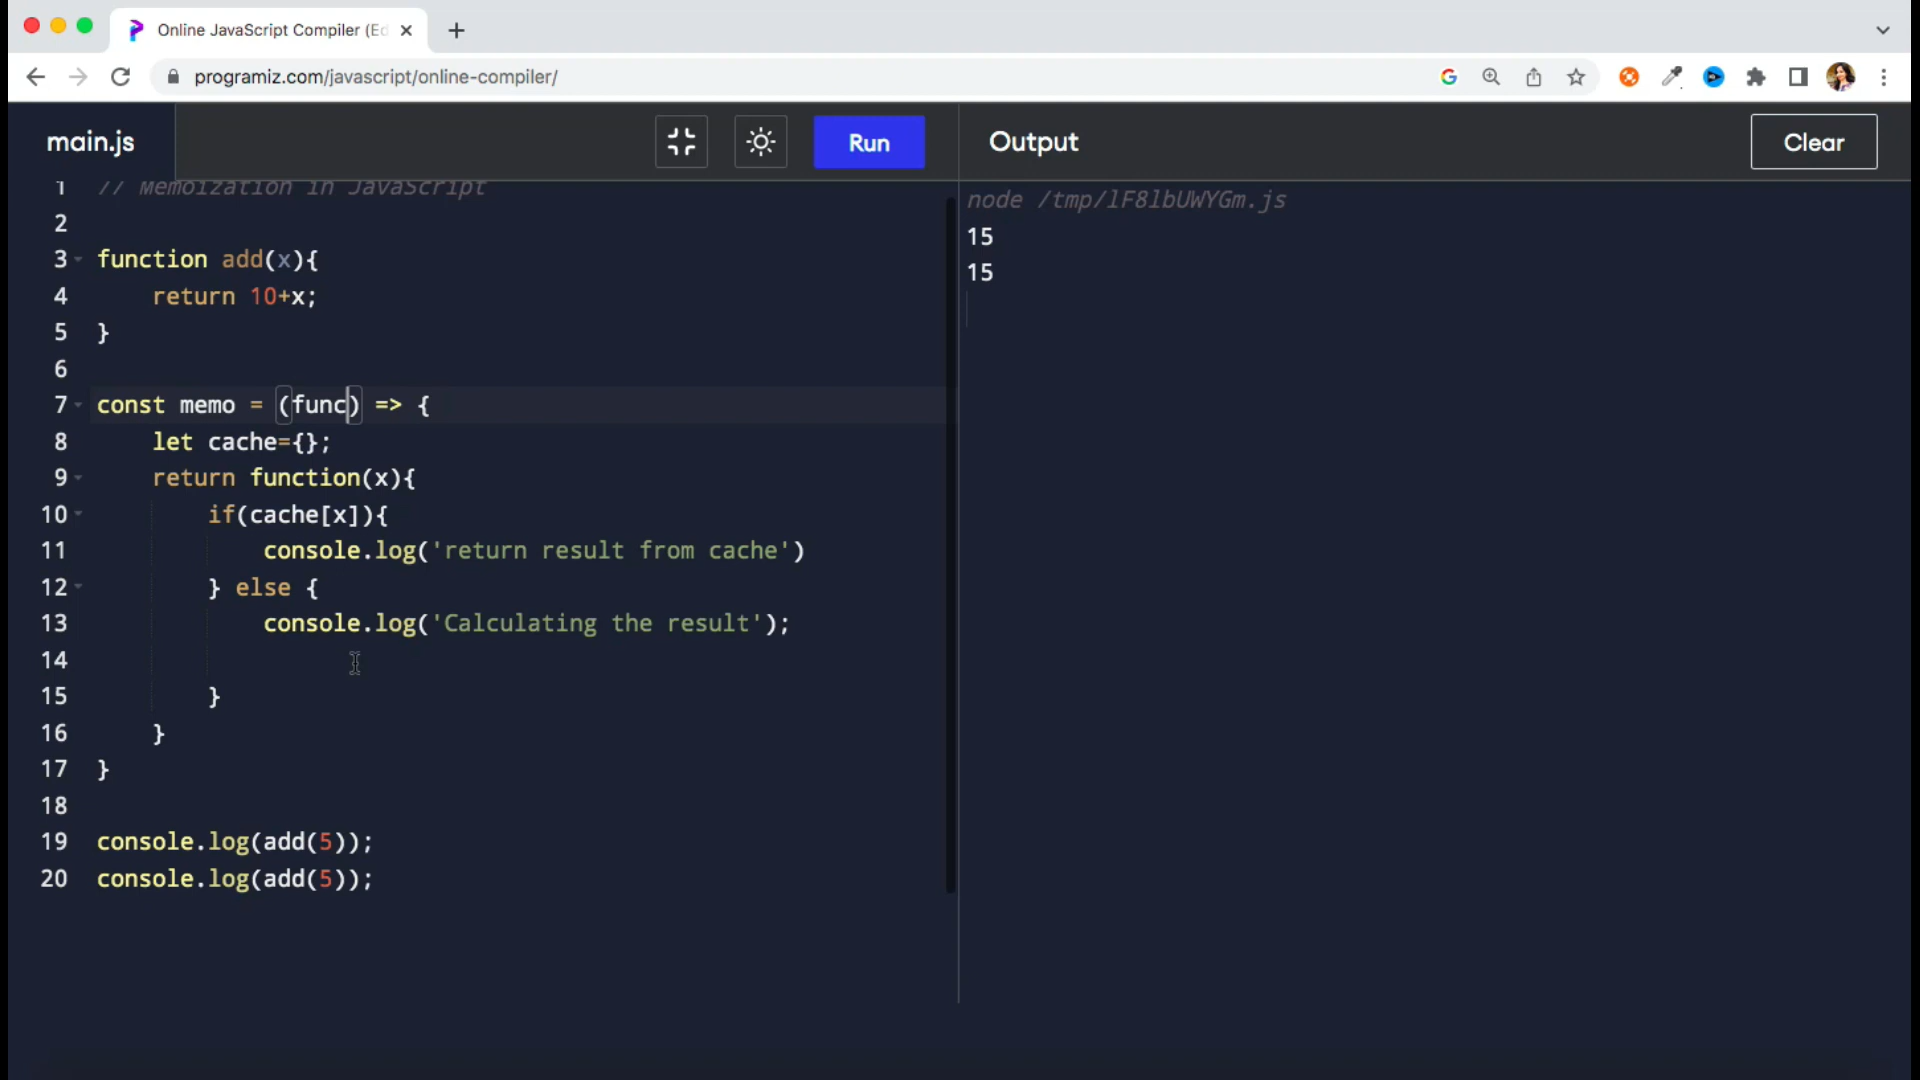 Online JavaScript Compiler (Ed
programiz.com/javascript/online-compiler/
main.js
Run
Output
Clear
1 // Memoization in JavaScript
2
3 function add(x){
4     return 10+x;
5 }
6
7 const memo = (func) => {
8     let cache={};
9     return function(x){
10         if(cache[x]){
11             console.log('return result from cache')
12         } else {
13             console.log('Calculating the result');
14
15         }
16     }
17 }
18
19 console.log(add(5));
20 console.log(add(5));
node /tmp/lF8lbUWYGm.js
15
15